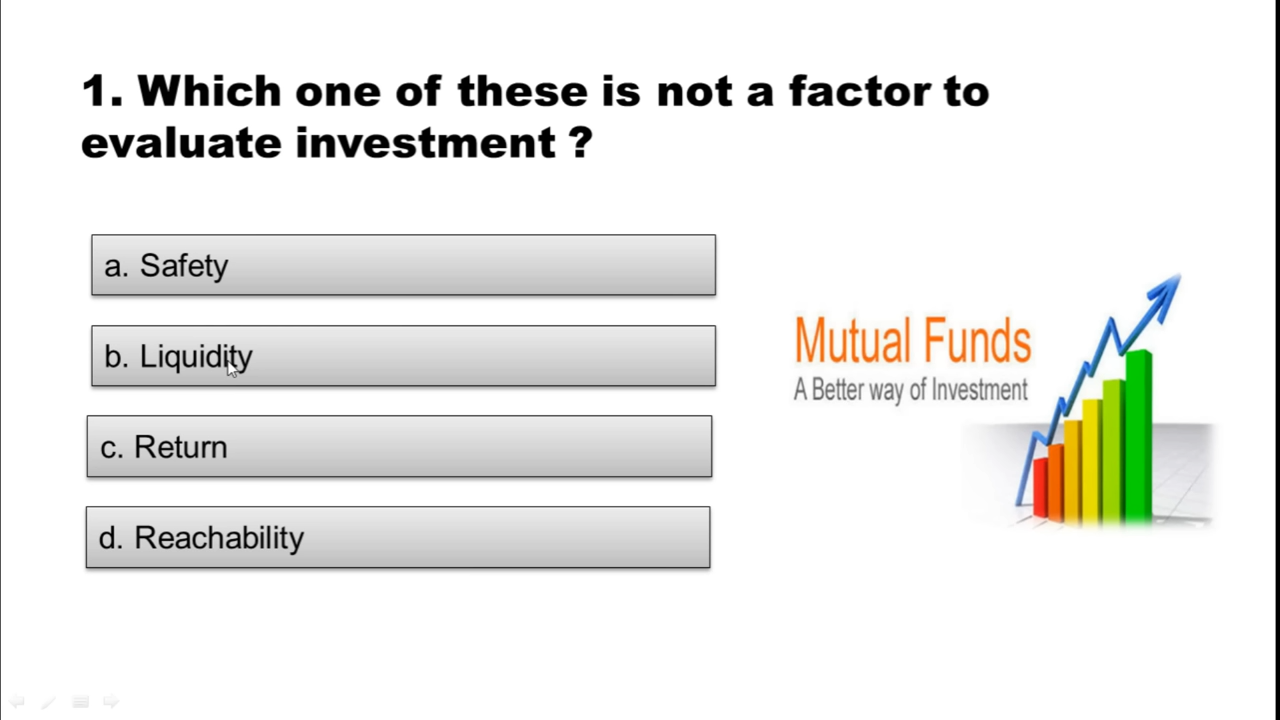 1. Which one of these is not a factor to
evaluate investment ?
a. Safety
b. Liquidity
c. Return
d. Reachability
Mutual Funds
A Better way of Investment